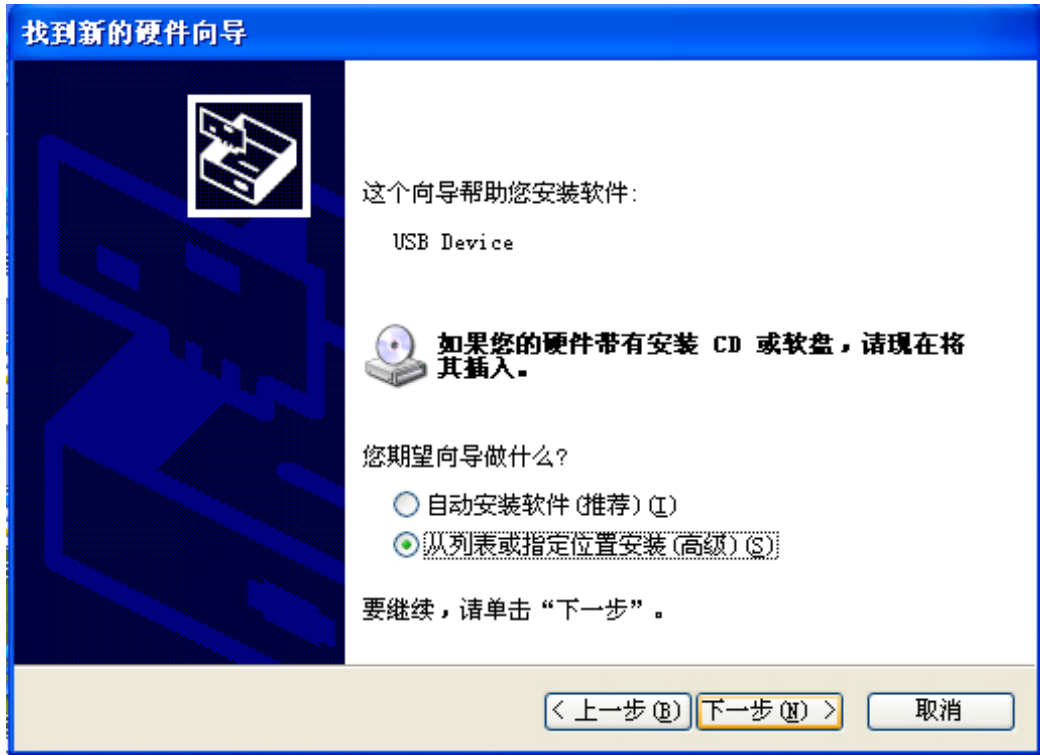 找到新的硬件向导
这个向导帮助您安装软件:
USB Device
如果您的硬件带有安装 CD 或软盘，请现在将
其插入。
您期望向导做什么?
自动安装软件(推荐)(I)
从列表或指定位置安装(高级)(S)
要继续，请单击“下一步”。
< 上一步(B) 下一步(N) > 取消